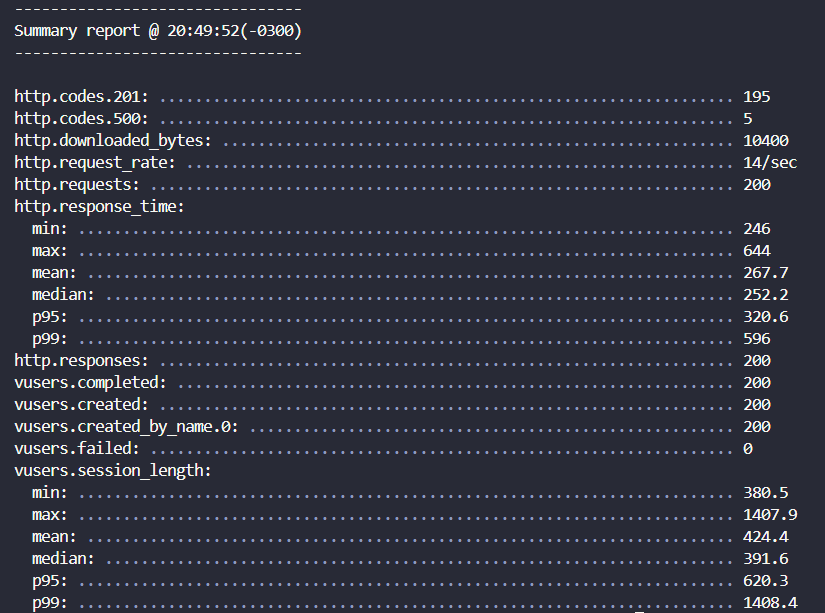 --------------------------------
Summary report @ 20:49:52(-0300)
--------------------------------
http.codes.201: ................................................................ 195
http.codes.500: ................................................................ 5
http.downloaded_bytes: ......................................................... 10400
http.request_rate: ............................................................. 14/sec
http.requests: ................................................................. 200
http.response_time:
  min: ......................................................................... 246
  max: ......................................................................... 644
  mean: ........................................................................ 267.7
  median: ...................................................................... 252.2
  p95: ......................................................................... 320.6
  p99: ......................................................................... 596
http.responses: ................................................................ 200
vusers.completed: .............................................................. 200
vusers.created: ................................................................ 200
vusers.created_by_name.0: ...................................................... 200
vusers.failed: ................................................................. 0
vusers.session_length:
  min: ......................................................................... 380.5
  max: ......................................................................... 1407.9
  mean: ........................................................................ 424.4
  median: ...................................................................... 391.6
  p95: ......................................................................... 620.3
  p99: ......................................................................... 1408.4